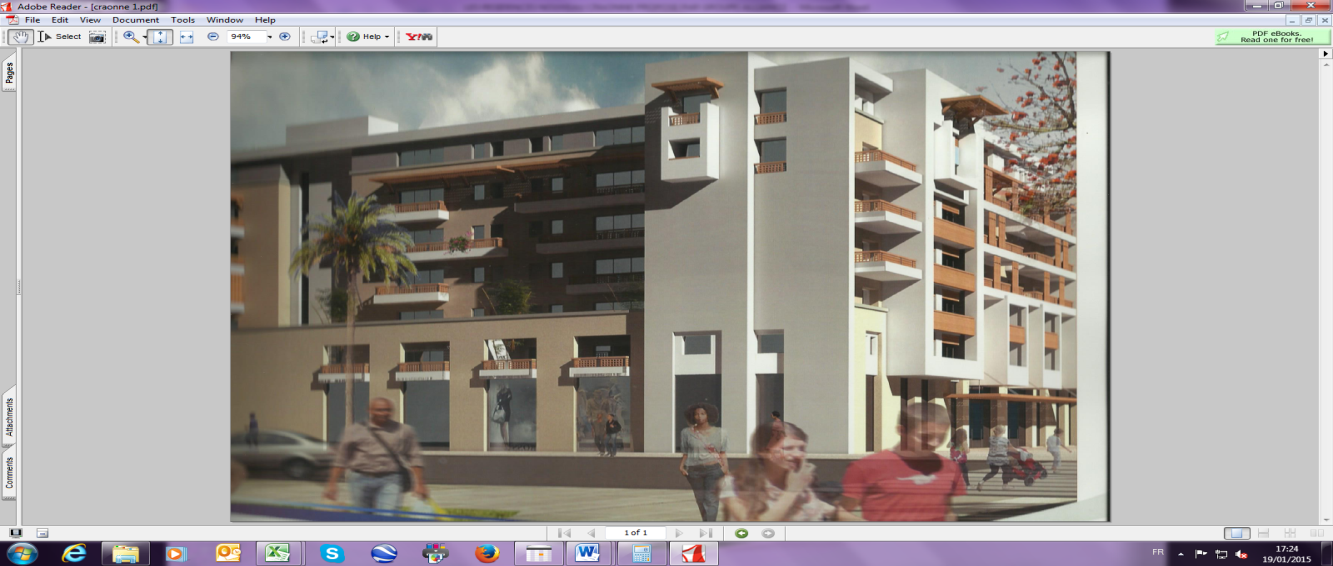 Adobe Reader - [craonne 1.pdf]
File Edit View Document Tools Window Help
Select 94% Help Y!
PDF eBooks.
Read one for free!
Pages
Attachments
Comments
1 of 1
FR
17:24
19/01/2015